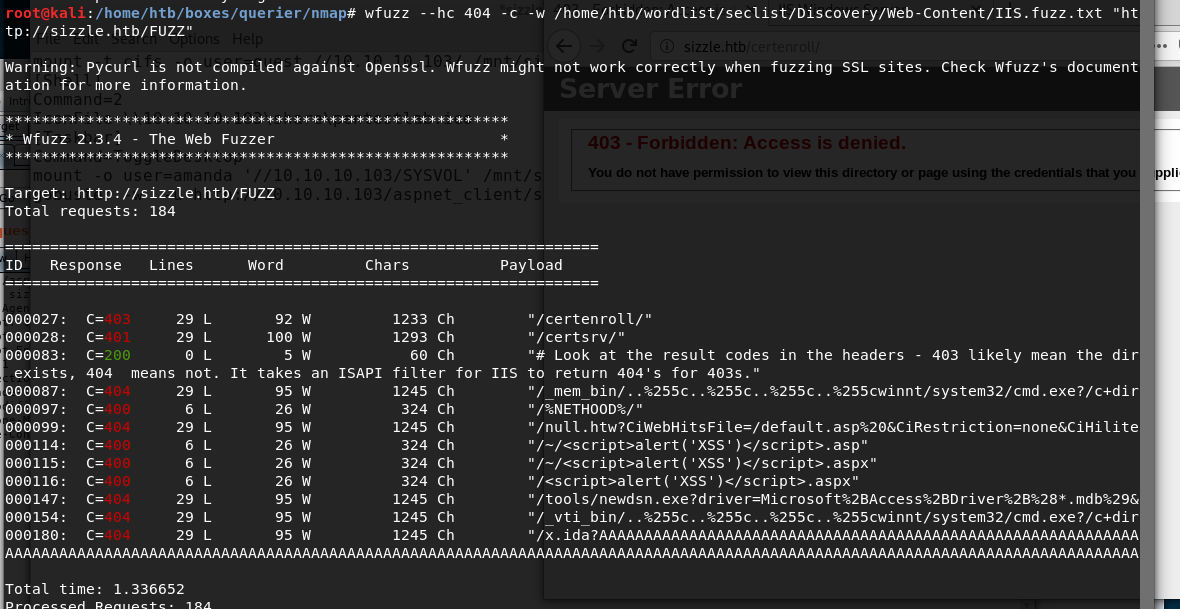 root@kali:/home/htb/boxes/querier/nmap# wfuzz --hc 404 -c -w /home/htb/wordlist/seclist/Discovery/Web-Content/IIS.fuzz.txt "ht
tp://sizzle.htb/FUZZ"
File Edit Search Options Help
sizzle.htb/certenroll/
Warning: Pycurl is not compiled against Openssl. Wfuzz might not work correctly when fuzzing SSL sites. Check Wfuzz's document
ation for more information.
Server Error
Command=2
********************************************************
* Wfuzz 2.3.4 - The Web Fuzzer                         *
********************************************************
403 - Forbidden: Access is denied.
You do not have permission to view this directory or page using the credentials that you
mount -o user=amanda '//10.10.10.103/SYSVOL' /mnt/s
Target: http://sizzle.htb/FUZZ
.10.10.103/aspnet_client/s
Total requests: 184
==================================================================
ID   Response   Lines      Word         Chars          Payload
==================================================================
000027:  C=403     29 L       92 W         1233 Ch        "/certenroll/"
000028:  C=401     29 L      100 W         1293 Ch        "/certsrv/"
000083:  C=200      0 L        5 W           60 Ch        "# Look at the result codes in the headers - 403 likely mean the dir
 exists, 404  means not. It takes an ISAPI filter for IIS to return 404's for 403s."
000087:  C=404     29 L       95 W         1245 Ch        "/_mem_bin/..%255c..%255c..%255c..%255cwinnt/system32/cmd.exe?/c+dir
000097:  C=400      6 L       26 W          324 Ch        "/%NETHOOD%/"
000099:  C=404     29 L       95 W         1245 Ch        "/null.htw?CiWebHitsFile=/default.asp%20&CiRestriction=none&CiHilite
000114:  C=400      6 L       26 W          324 Ch        "/~/<script>alert('XSS')</script>.asp"
000115:  C=400      6 L       26 W          324 Ch        "/~/<script>alert('XSS')</script>.aspx"
000116:  C=400      6 L       26 W          324 Ch        "/<script>alert('XSS')</script>.aspx"
000147:  C=404     29 L       95 W         1245 Ch        "/tools/newdsn.exe?driver=Microsoft%2BAccess%2BDriver%2B%28*.mdb%29&
000154:  C=404     29 L       95 W         1245 Ch        "/_vti_bin/..%255c..%255c..%255c..%255cwinnt/system32/cmd.exe?/c+dir
000180:  C=404     29 L       95 W         1245 Ch        "/x.ida?AAAAAAAAAAAAAAAAAAAAAAAAAAAAAAAAAAAAAAAAAAAAAAAAAAAAAAAAAAAA
AAAAAAAAAAAAAAAAAAAAAAAAAAAAAAAAAAAAAAAAAAAAAAAAAAAAAAAAAAAAAAAAAAAAAAAAAAAAAAAAAAAAAAAAAAAAAAAAAAAAAAAAAAAAAAAAAAAAAAAAAAAAAA
Total time: 1.336652
Processed Requests: 184